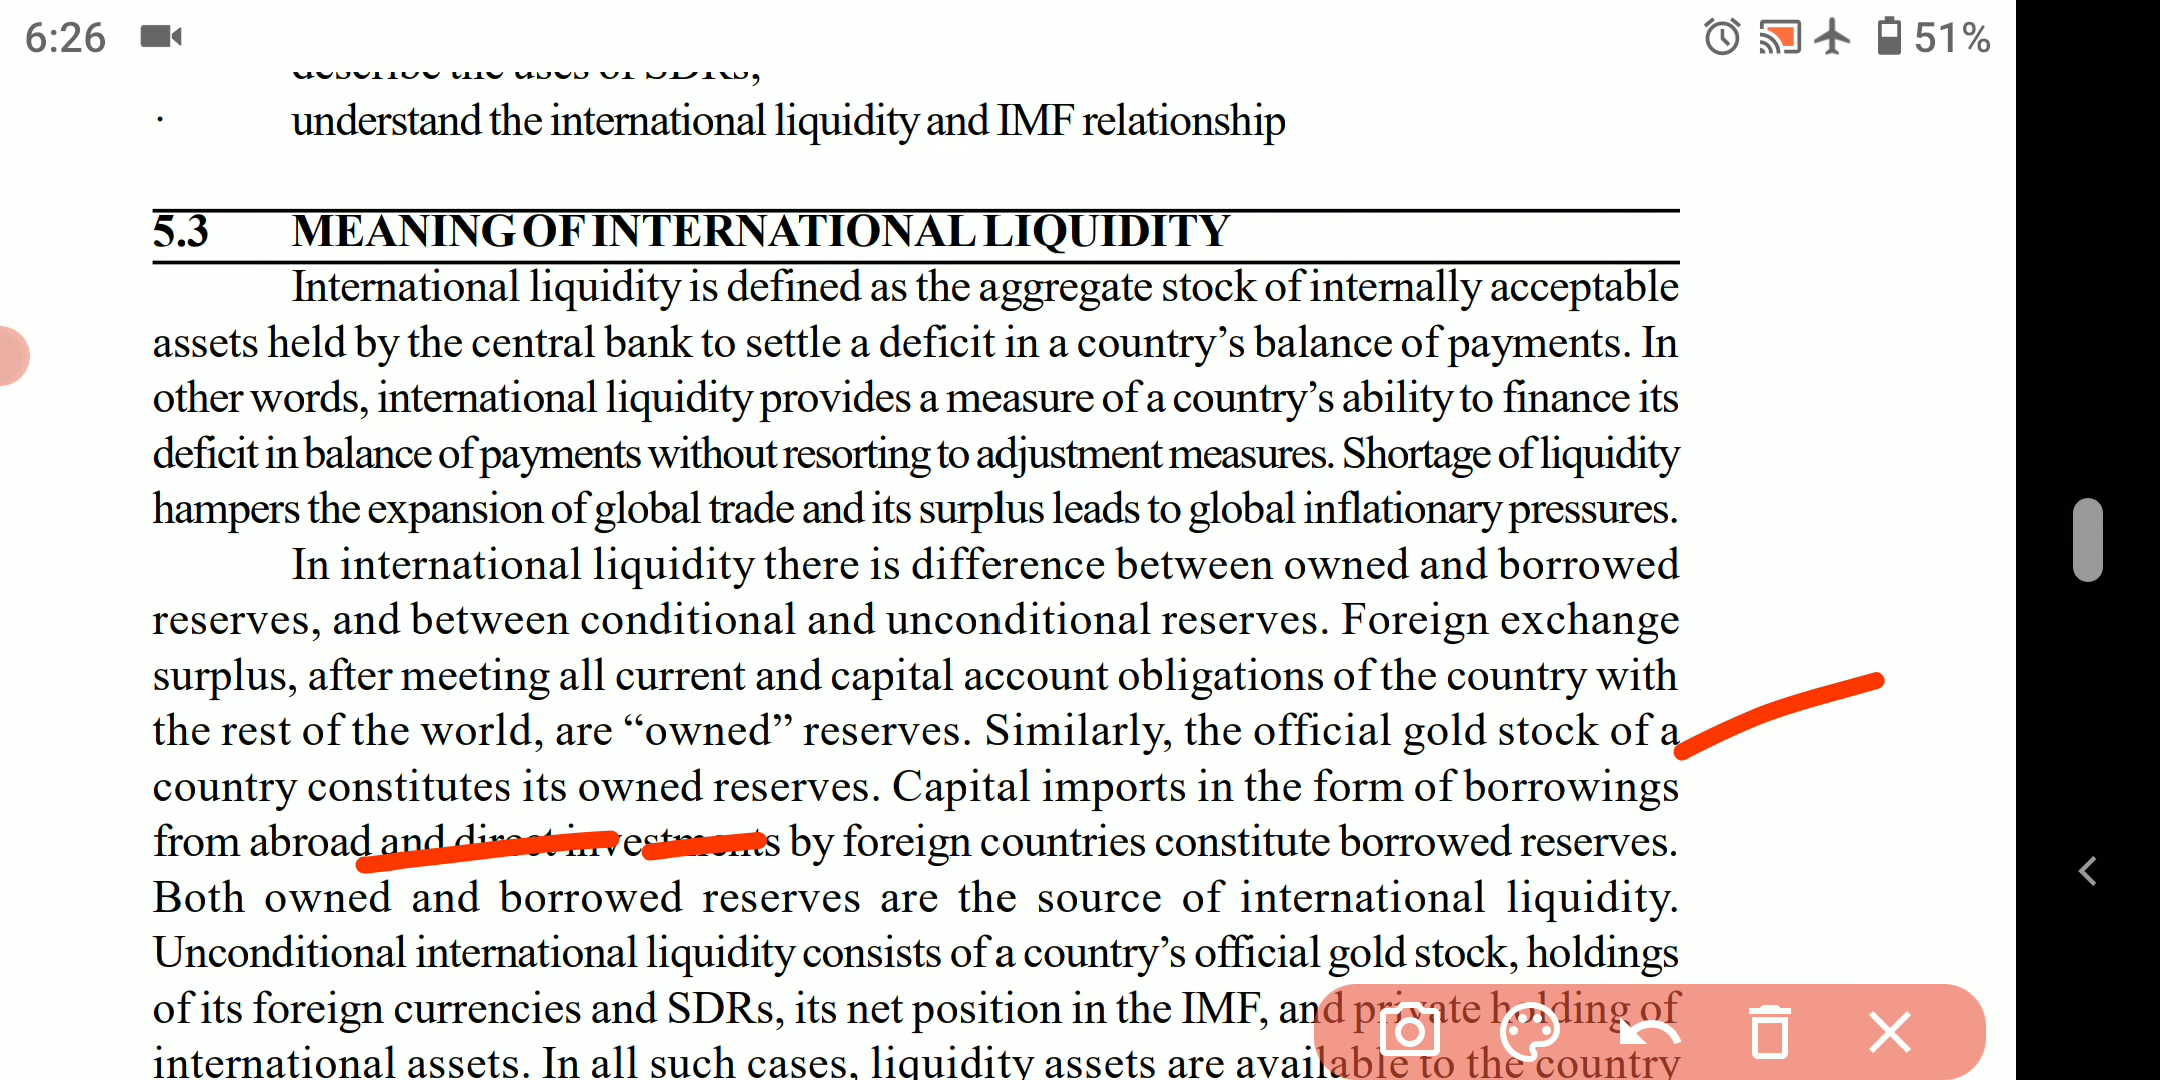 6:26 51%
describe the uses of SDRs,
· understand the international liquidity and IMF relationship
5.3 MEANING OF INTERNATIONAL LIQUIDITY
International liquidity is defined as the aggregate stock of internally acceptable
assets held by the central bank to settle a deficit in a country’s balance of payments. In
other words, international liquidity provides a measure of a country’s ability to finance its
deficit in balance of payments without resorting to adjustment measures. Shortage of liquidity
hampers the expansion of global trade and its surplus leads to global inflationary pressures.
In international liquidity there is difference between owned and borrowed
reserves, and between conditional and unconditional reserves. Foreign exchange
surplus, after meeting all current and capital account obligations of the country with
the rest of the world, are “owned” reserves. Similarly, the official gold stock of a
country constitutes its owned reserves. Capital imports in the form of borrowings
from abroad and direct investments by foreign countries constitute borrowed reserves.
Both owned and borrowed reserves are the source of international liquidity.
Unconditional international liquidity consists of a country’s official gold stock, holdings
of its foreign currencies and SDRs, its net position in the IMF, and private holding of
international assets. In all such cases, liquidity assets are available to the country